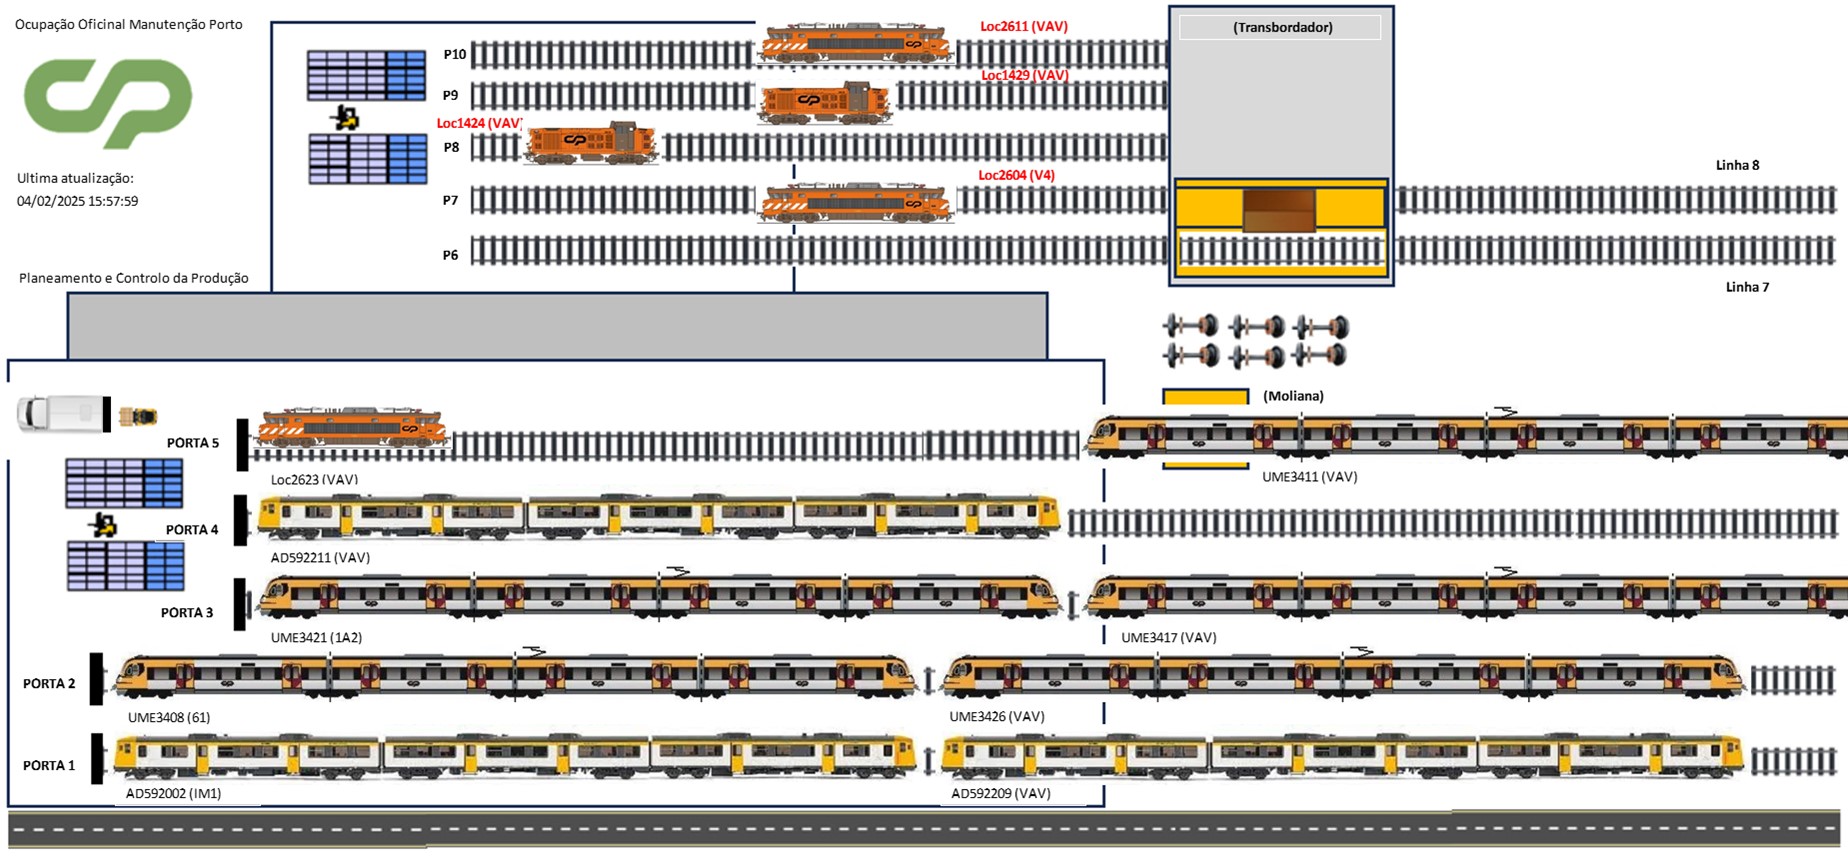 Ocupação Oficinal Manutenção Porto
Ultima atualização:
04/02/2025 15:57:59
Planeamento e Controlo da Produção
P10
Loc2611 (VAV)
(Transbordador)
P9
Loc1429 (VAV)
Loc1424 (VAV)
P8
P7
Loc2604 (V4)
Linha 8
P6
Linha 7
(Moliana)
PORTA 5
Loc2623 (VAV)
UME3411 (VAV)
PORTA 4
AD592211 (VAV)
PORTA 3
UME3421 (1A2)
UME3417 (VAV)
PORTA 2
UME3408 (61)
UME3426 (VAV)
PORTA 1
AD592002 (IM1)
AD592209 (VAV)